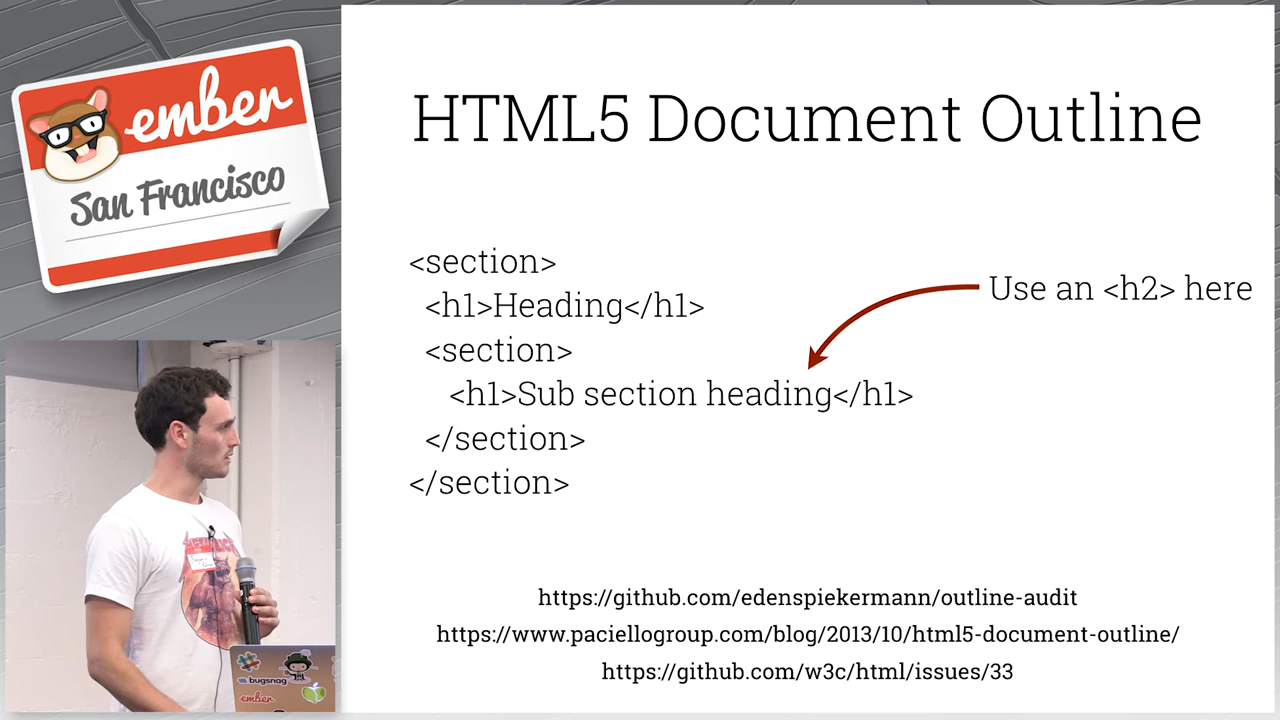 ember
San Francisco
HTML5 Document Outline
<section>
<h1>Heading</h1>
<section>
<h1>Sub section heading</h1>
</section>
</section>
Use an <h2> here
https://github.com/edenspiekermann/outline-audit
https://www.paciellogroup.com/blog/2013/10/html5-document-outline/
https://github.com/w3c/html/issues/33
bugsnag
ember